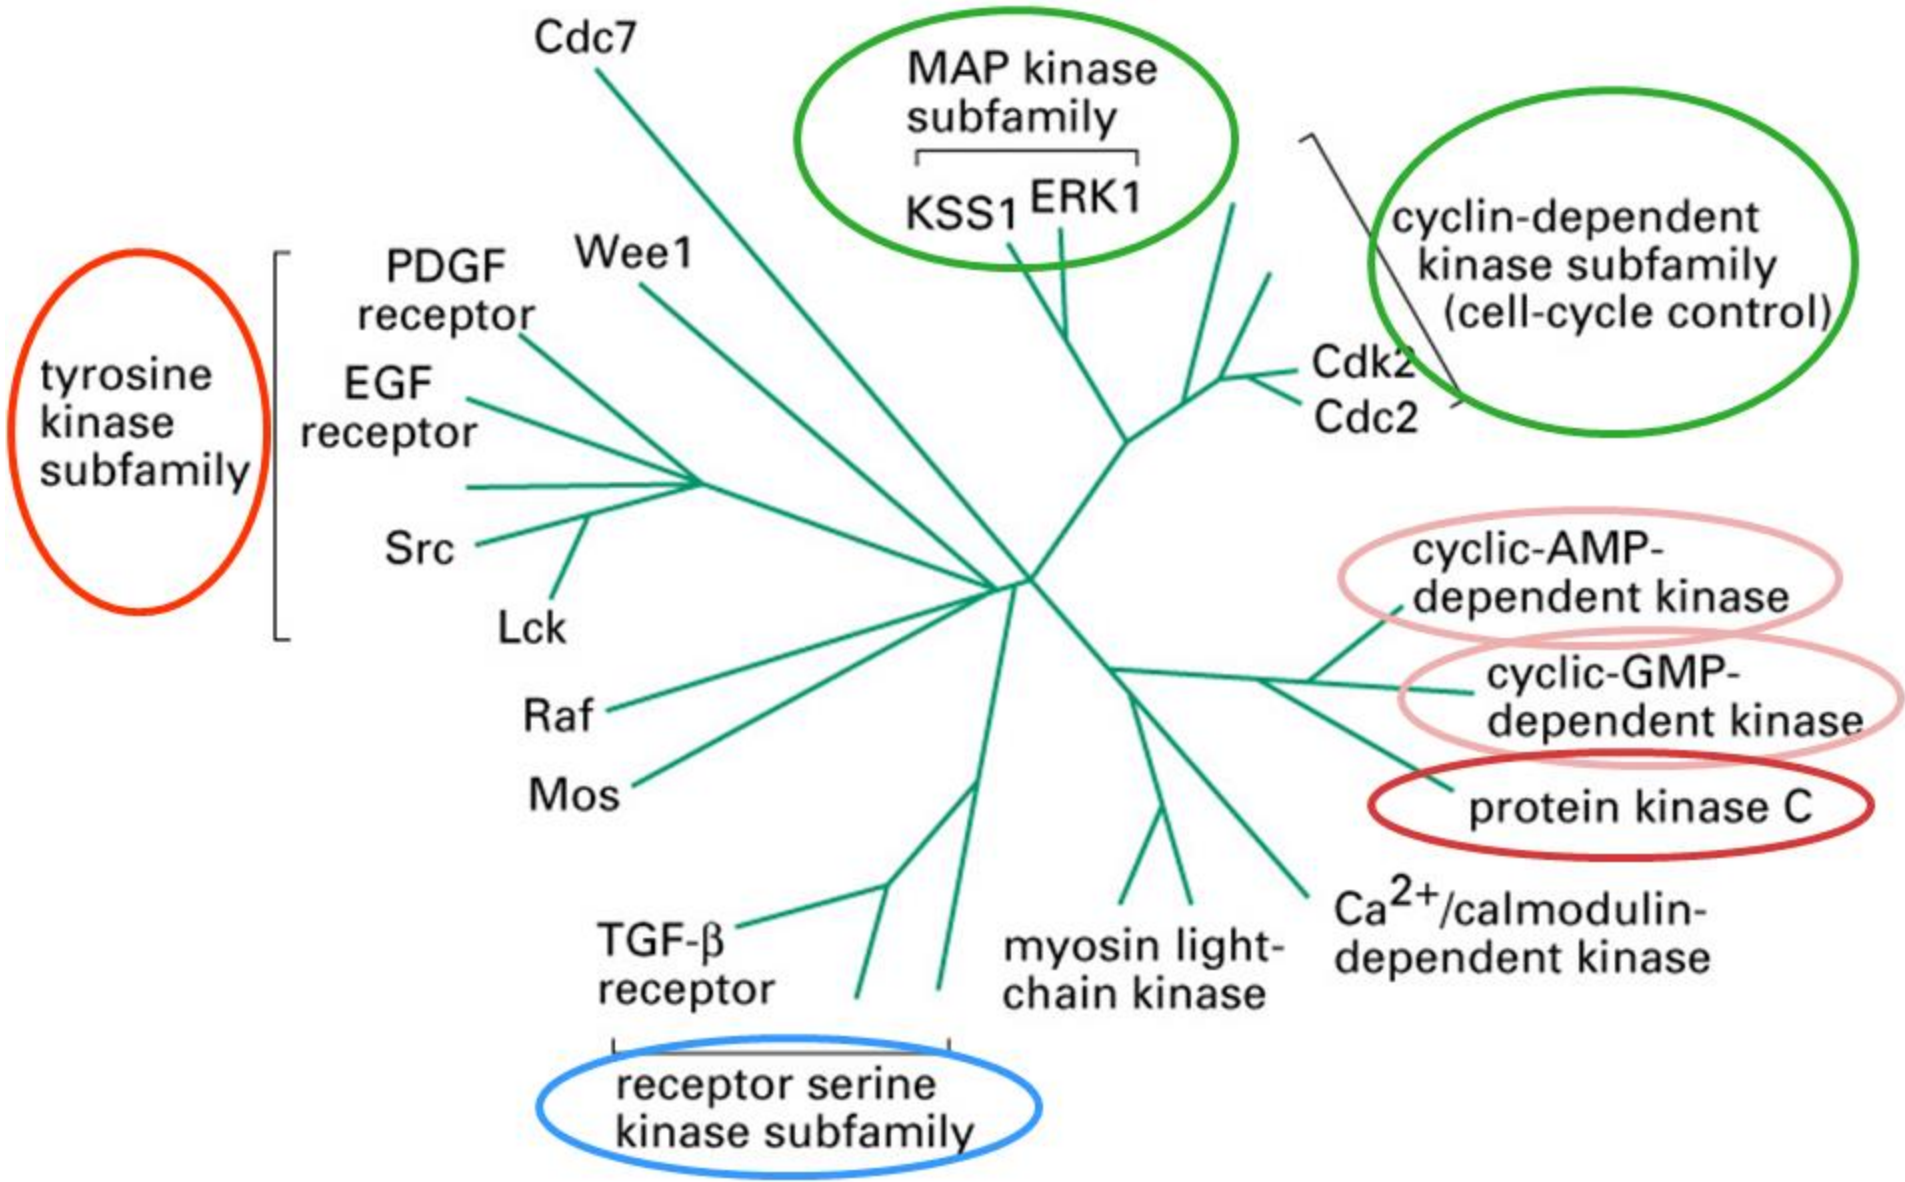 Cdc7
MAP kinase
subfamily
KSS1
ERK1
cyclin-dependent
kinase subfamily
(cell-cycle control)
Cdk2
Cdc2
Wee1
PDGF
receptor
EGF
receptor
tyrosine
kinase
subfamily
Src
Lck
Raf
Mos
cyclic-AMP-
dependent kinase
cyclic-GMP-
dependent kinase
protein kinase C
Ca²⁺/calmodulin-
dependent kinase
myosin light-
chain kinase
TGF-β
receptor
receptor serine
kinase subfamily